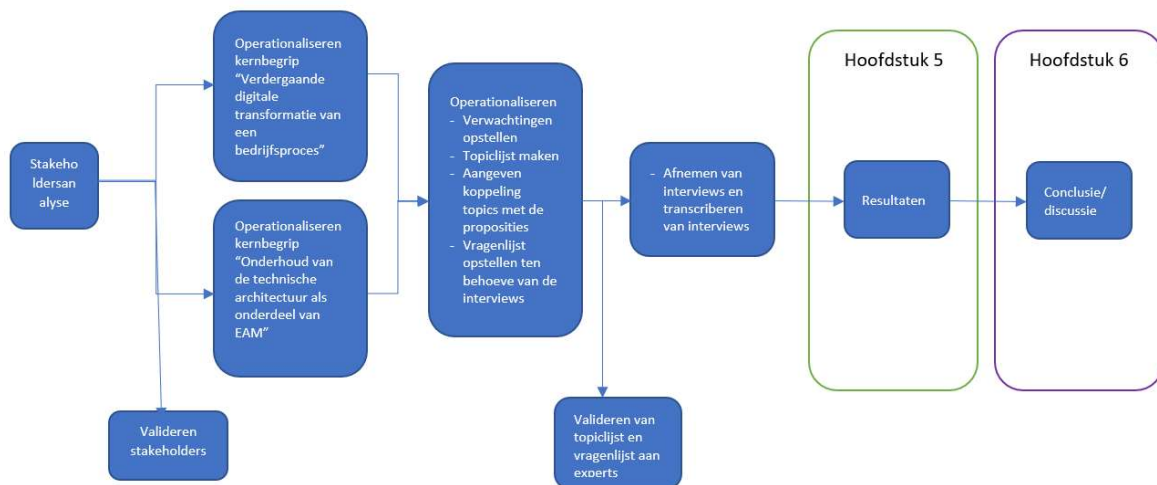 Stakeho
ldersan
alyse
Valideren
stakeholders
Operationaliseren
kernbegrip
“Verdergaande
digitale
transformatie van
een
bedrijfsproces”
Operationaliseren
kernbegrip
“Onderhoud van
de technische
architectuur als
onderdeel van
EAM”
Operationaliseren
- Verwachtingen
opstellen
- Topiclijst maken
- Aangeven
koppeling
topics met de
proposities
- Vragenlijst
opstellen ten
behoeve van de
interviews
Valideren van
topiclijst en
vragenlijst aan
experts
- Afnemen van
interviews en
transcriberen
van interviews
Hoofdstuk 5
Resultaten
Hoofdstuk 6
Conclusie/
discussie